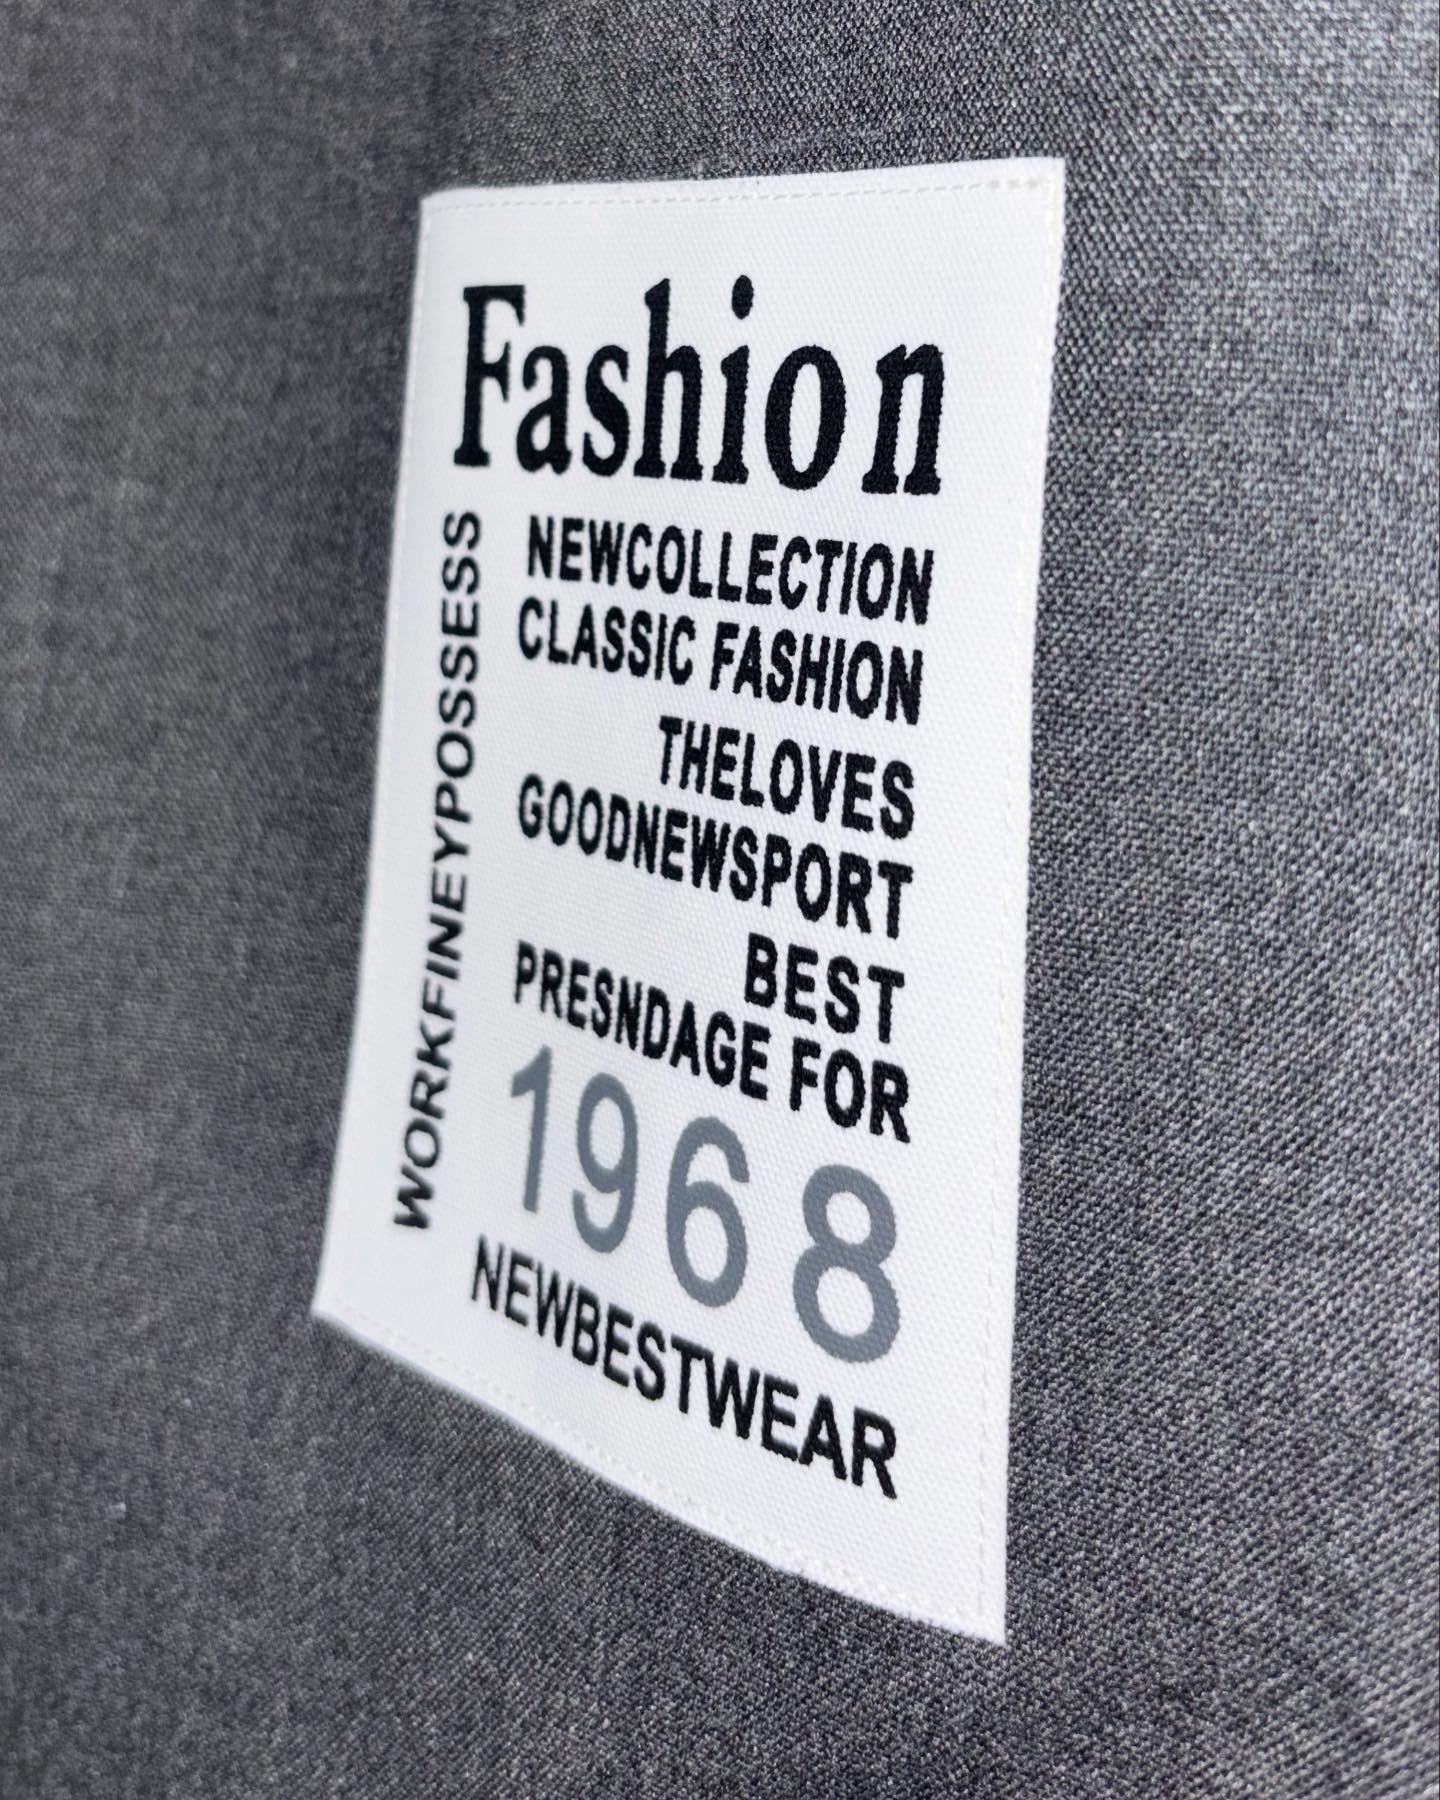 Fashion
WORKFINEYPOSSESS
NEWCOLLECTION
CLASSIC FASHION
THELOVES
GOODNEWSPORT
BEST
PRESNDAGE FOR
1968
NEWBESTWEAR